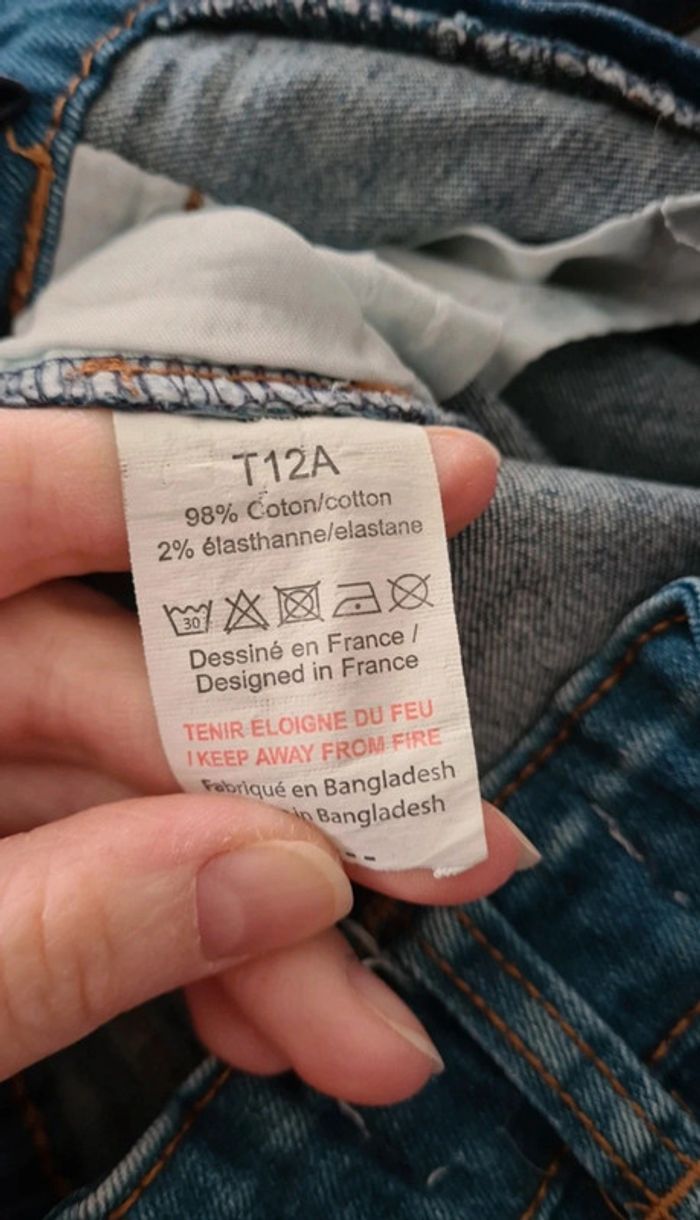 T12A
98% Coton/cotton
2% élasthanne/elastane
30
Dessiné en France /
Designed in France
TENIR ELOIGNE DU FEU
/ KEEP AWAY FROM FIRE
Fabriqué en Bangladesh
in Bangladesh